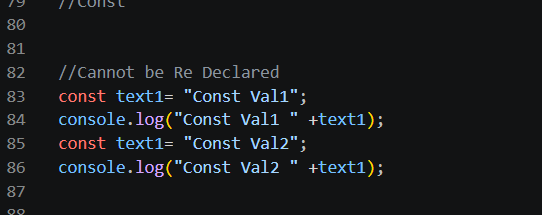 79 //Const
80
81
82 //Cannot be Re Declared
83 const text1= "Const Val1";
84 console.log("Const Val1 " +text1);
85 const text1= "Const Val2";
86 console.log("Const Val2 " +text1);
87
88